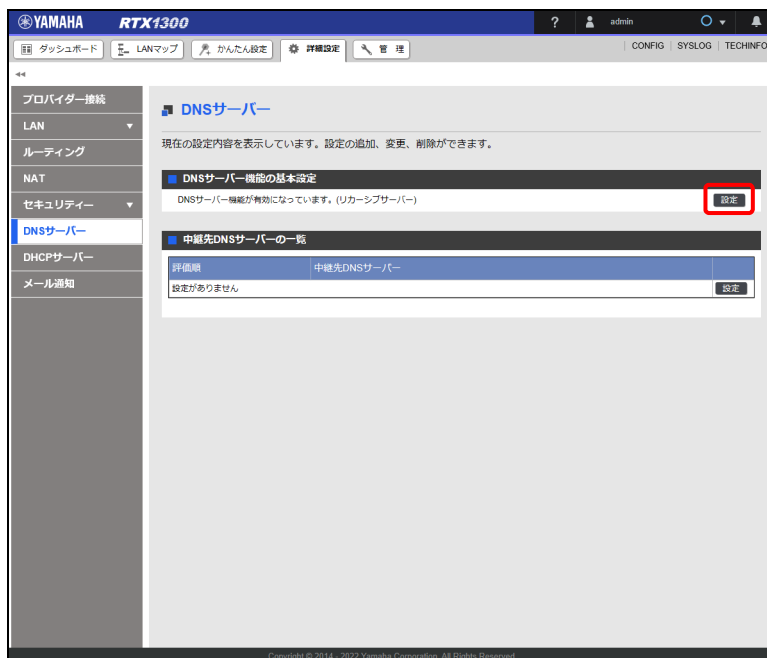 YAMAHA RTX1300 ? admin
ダッシュボード LANマップ かんたん設定 詳細設定 管 理 CONFIG SYSLOG TECHINFO
プロバイダー接続
LAN
ルーティング
NAT
セキュリティー
DNSサーバー
DHCPサーバー
メール通知
DNSサーバー
現在の設定内容を表示しています。設定の追加、変更、削除ができます。
DNSサーバー機能の基本設定
DNSサーバー機能が有効になっています。(リカーシブサーバー) 設定
中継先DNSサーバーの一覧
評価順 中継先DNSサーバー
設定がありません 設定
Copyright © 2014 - 2022 Yamaha Corporation. All Rights Reserved.